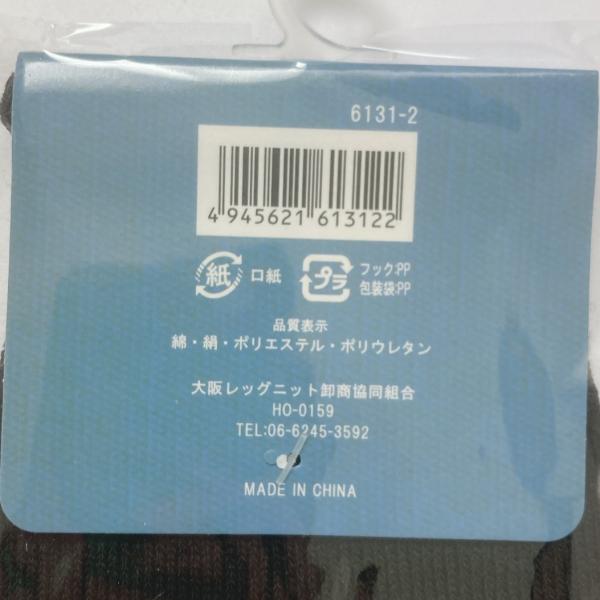 6131-2
4 945621 613122
紙 口紙
プラ フック:PP
包装袋:PP
品質表示
綿・絹・ポリエステル・ポリウレタン
大阪レッグニット卸商協同組合
HO-0159
TEL:06-6245-3592
MADE IN CHINA